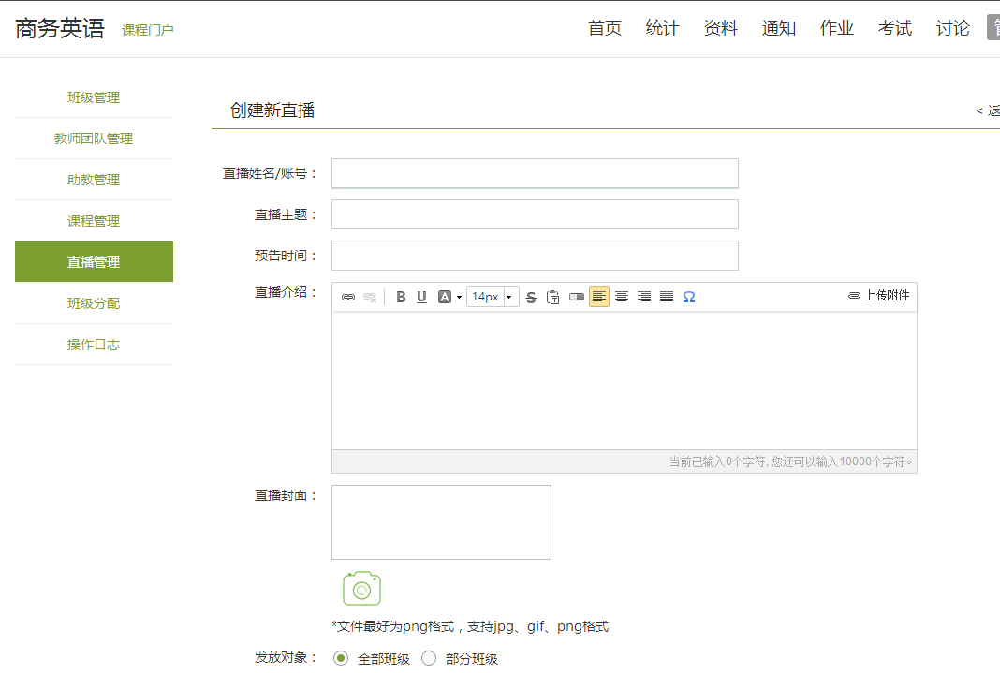 商务英语 课程门户 首页 统计 资料 通知 作业 考试 讨论
班级管理
教师团队管理
助教管理
课程管理
直播管理
班级分配
操作日志
创建新直播 < 返
直播姓名/账号：
直播主题：
预告时间：
直播介绍： B U A 14px S Ω 上传附件
当前已输入0个字符, 您还可以输入10000个字符。
直播封面：
*文件最好为png格式，支持jpg、gif、png格式
发放对象： 全部班级 部分班级